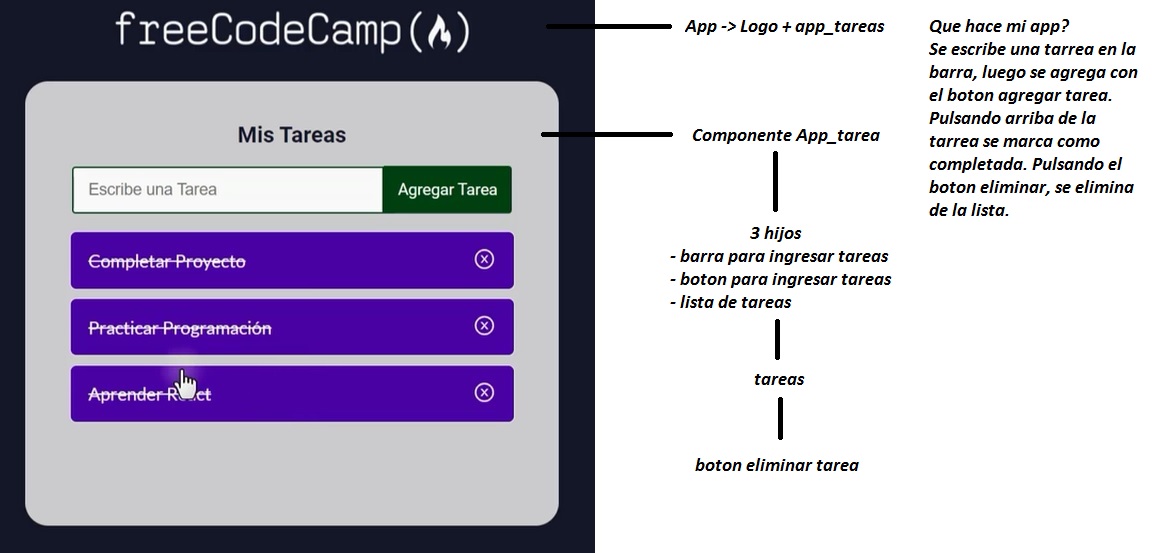 freeCodeCamp(🔥)
Mis Tareas
Escribe una Tarea
Agregar Tarea
Completar Proyecto
Practicar Programación
Aprender React
App -> Logo + app_tareas
Componente App_tarea
3 hijos
- barra para ingresar tareas
- boton para ingresar tareas
- lista de tareas
tareas
boton eliminar tarea
Que hace mi app?
Se escribe una tarrea en la
barra, luego se agrega con
el boton agregar tarea.
Pulsando arriba de la
tarrea se marca como
completada. Pulsando el
boton eliminar, se elimina
de la lista.